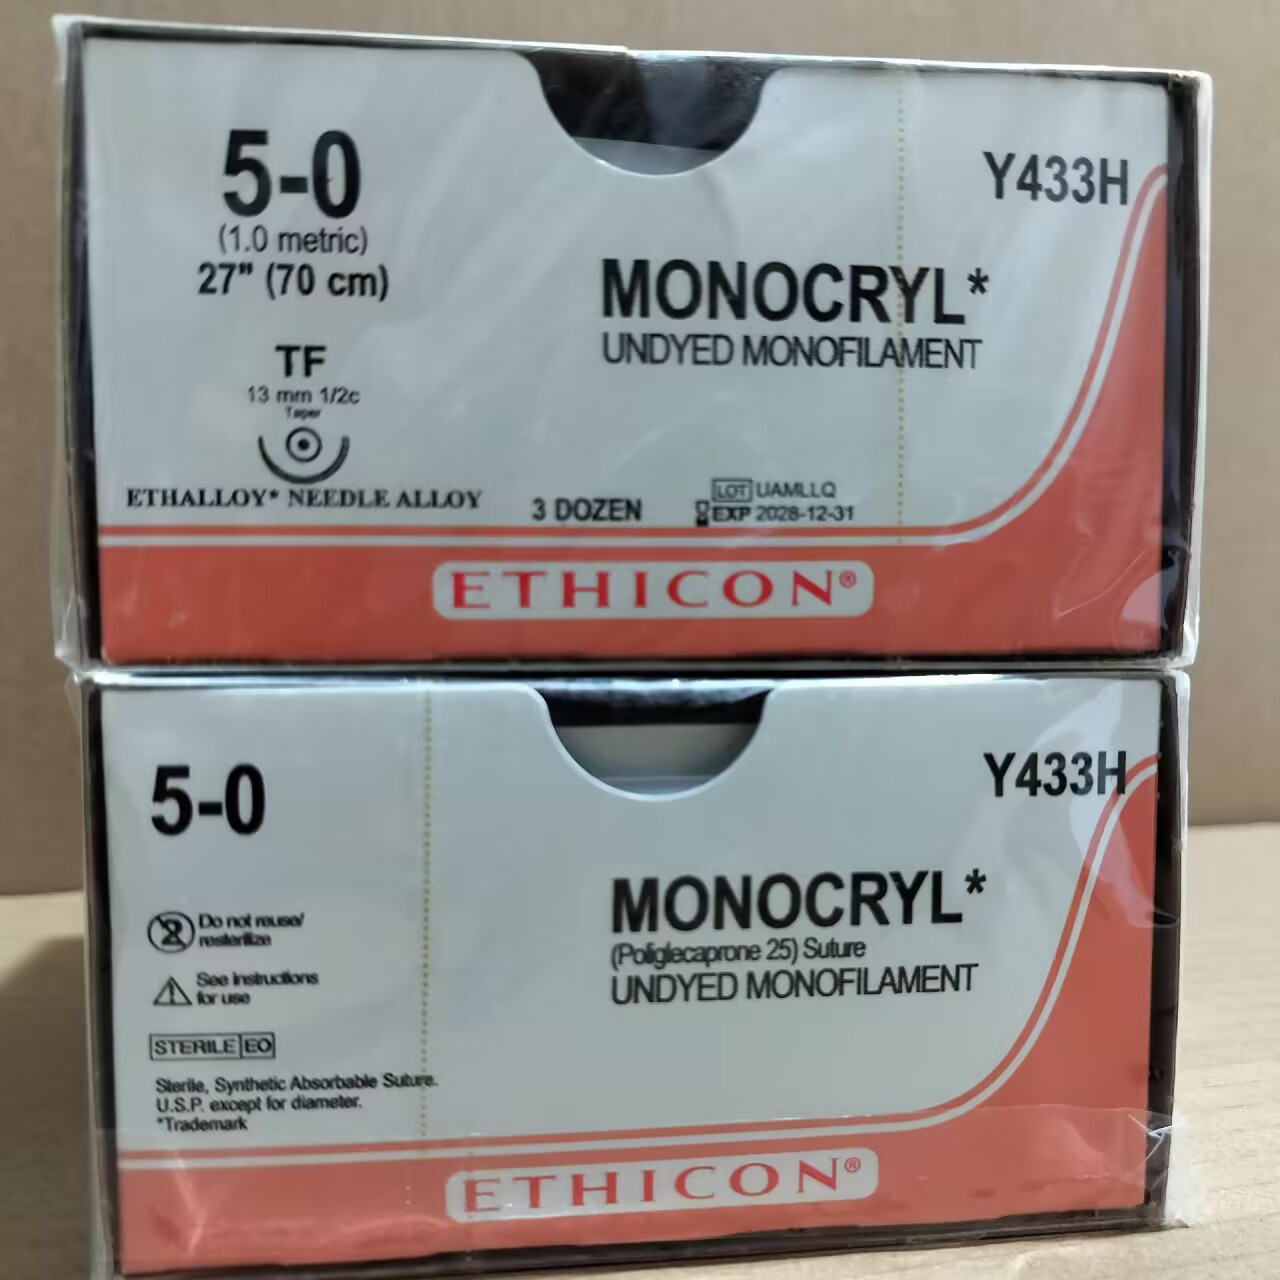 5-0
(1.0 metric)
27" (70 cm)
TF
13 mm 1/2c
Taper
ETHALLOY* NEEDLE ALLOY
3 DOZEN
Y433H
MONOCRYL*
UNDYED MONOFILAMENT
LOT UAMLLQ
EXP 2028-12-31
ETHICON®
5-0
Y433H
MONOCRYL*
(Poliglecaprone 25) Suture
UNDYED MONOFILAMENT
2 Do not reuse/
resterilize
See instructions
for use
STERILE EO
Sterile, Synthetic Absorbable Suture.
U.S.P. except for diameter.
*Trademark
ETHICON®